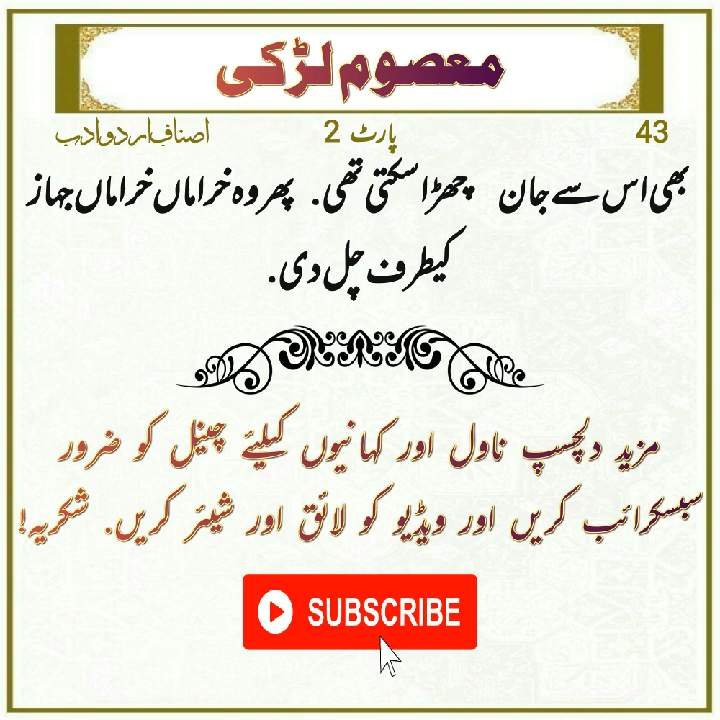 معصوم لڑکی
43 پارٹ 2 اصناف اردو ادب
بھی اس سے جان چھڑا سکتی تھی. پھر وہ خراماں خراماں جہاز
کیطرف چل دی.
مزید دلچسپ ناول اور کہانیوں کیلئے چینل کو ضرور
سبسکرائب کریں اور ویڈیو کو لائق اور شیئر کریں. شکریہ!
SUBSCRIBE